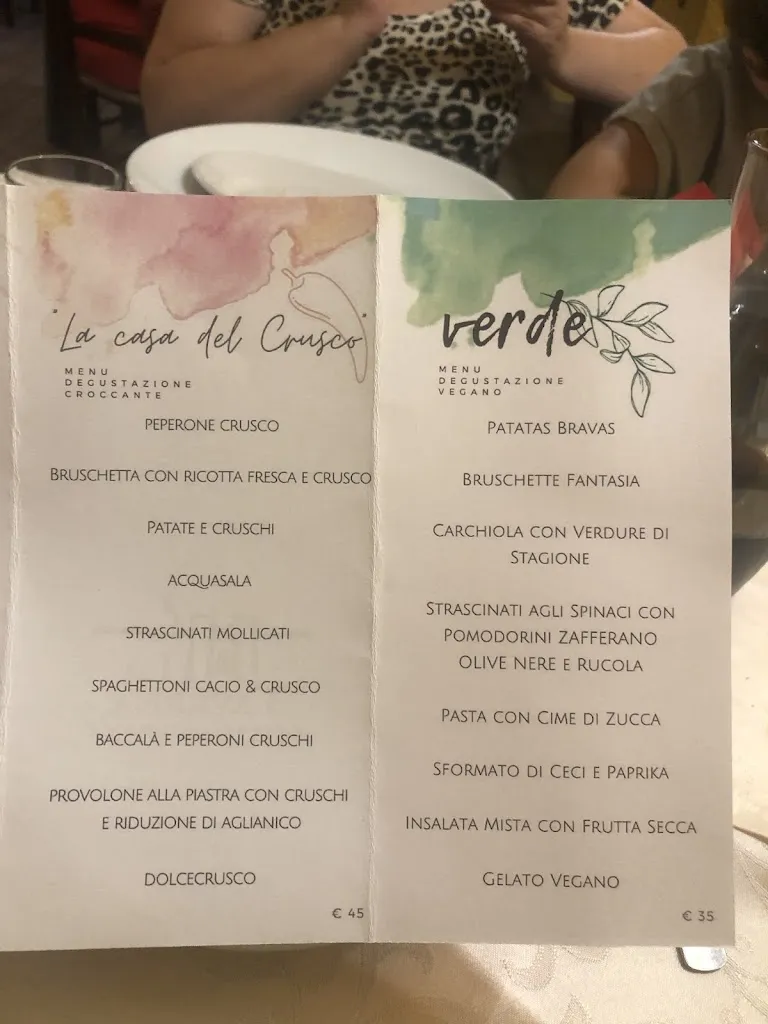 "La casa del Crusco"
MENU
DEGUSTAZIONE
CROCCANTE
PEPERONE CRUSCO
BRUSCHETTA CON RICOTTA FRESCA E CRUSCO
PATATE E CRUSCHI
ACQUASALA
STRASCINATI MOLLICATI
SPAGHETTONI CACIO & CRUSCO
BACCALÀ E PEPERONI CRUSCHI
PROVOLONE ALLA PIASTRA CON CRUSCHI
E RIDUZIONE DI AGLIANICO
DOLCECRUSCO
€ 45
verde
MENU
DEGUSTAZIONE
VEGANO
PATATAS BRAVAS
BRUSCHETTE FANTASIA
CARCHIOLA CON VERDURE DI
STAGIONE
STRASCINATI AGLI SPINACI CON
POMODORINI ZAFFERANO
OLIVE NERE E RUCOLA
PASTA CON CIME DI ZUCCA
SFORMATO DI CECI E PAPRIKA
INSALATA MISTA CON FRUTTA SECCA
GELATO VEGANO
€ 35